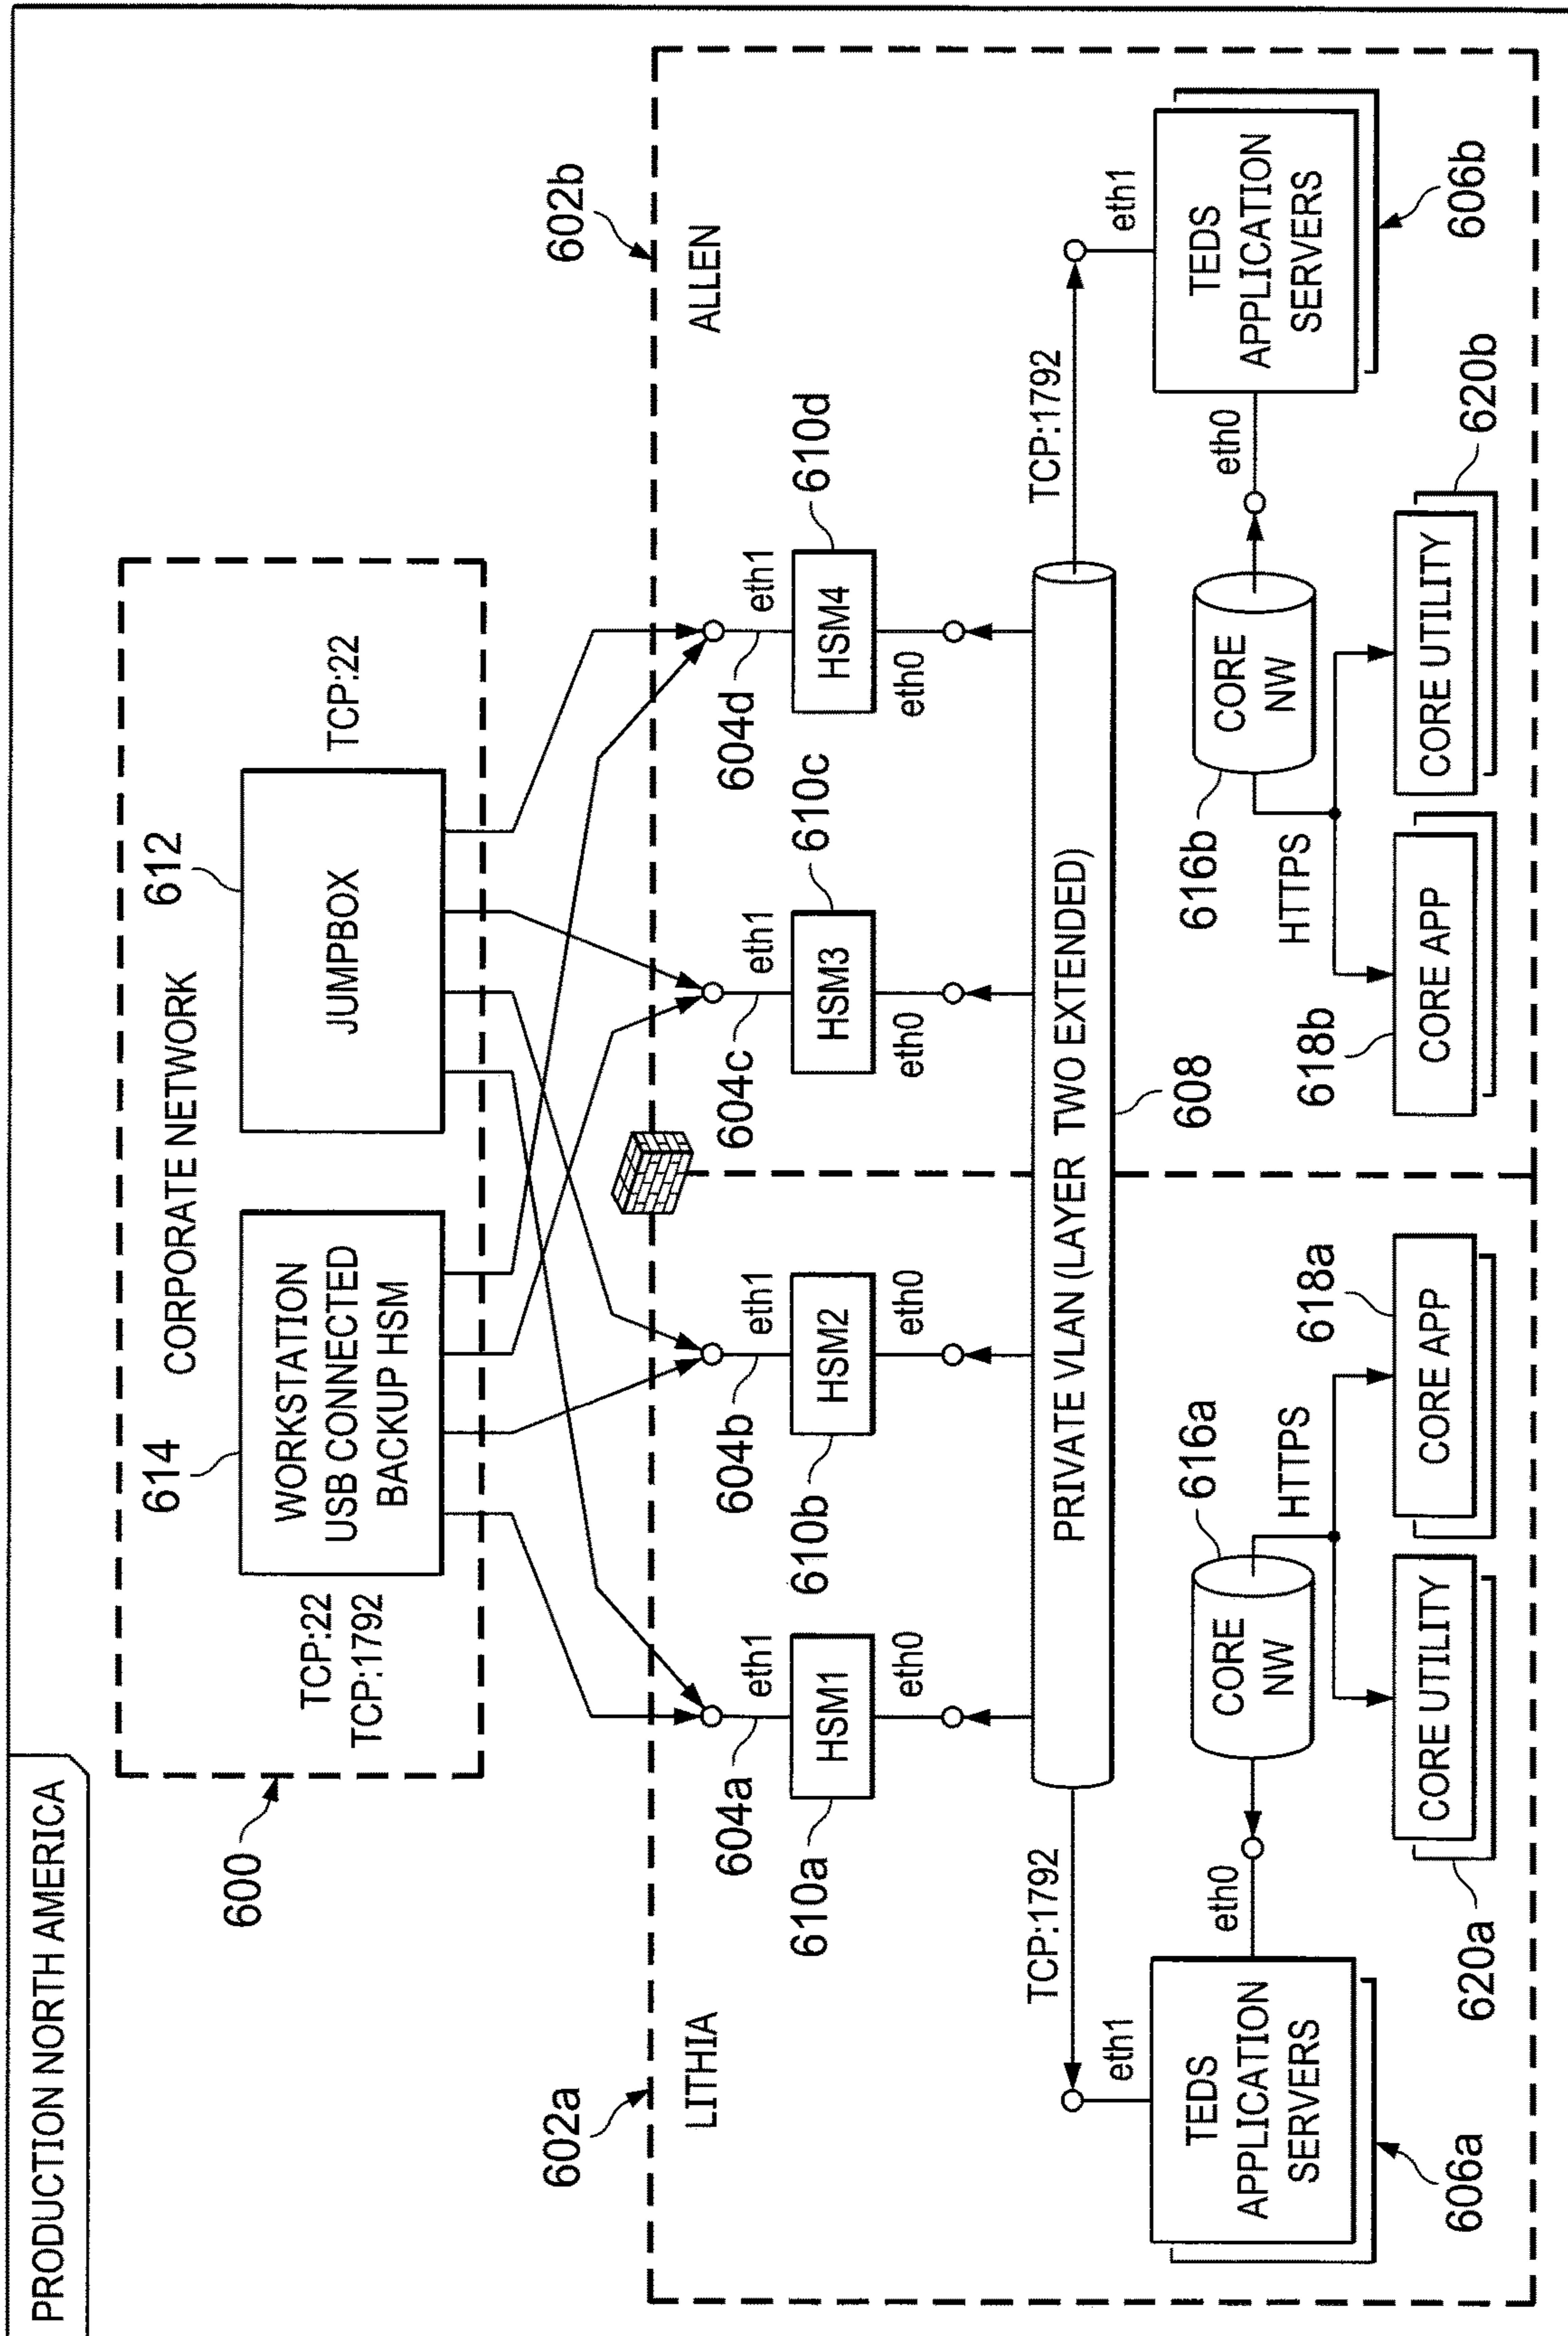 PRODUCTION NORTH AMERICA
600
CORPORATE NETWORK
614
612
WORKSTATION
USB CONNECTED
BACKUP HSM
JUMPBOX
TCP:22
TCP:1792
TCP:22
602a
602b
LITHIA
ALLEN
604a
eth1
604b
eth1
604c
eth1
604d
eth1
610a
HSM1
610b
HSM2
HSM3
610c
HSM4
610d
eth0
eth0
eth0
eth0
TCP:1792
PRIVATE VLAN (LAYER TWO EXTENDED)
TCP:1792
608
eth1
eth1
TEDS
APPLICATION
SERVERS
606a
eth0
CORE
NW
616a
HTTPS
CORE UTILITY
620a
CORE APP
618a
616b
CORE
NW
eth0
HTTPS
618b
CORE APP
CORE UTILITY
620b
TEDS
APPLICATION
SERVERS
606b